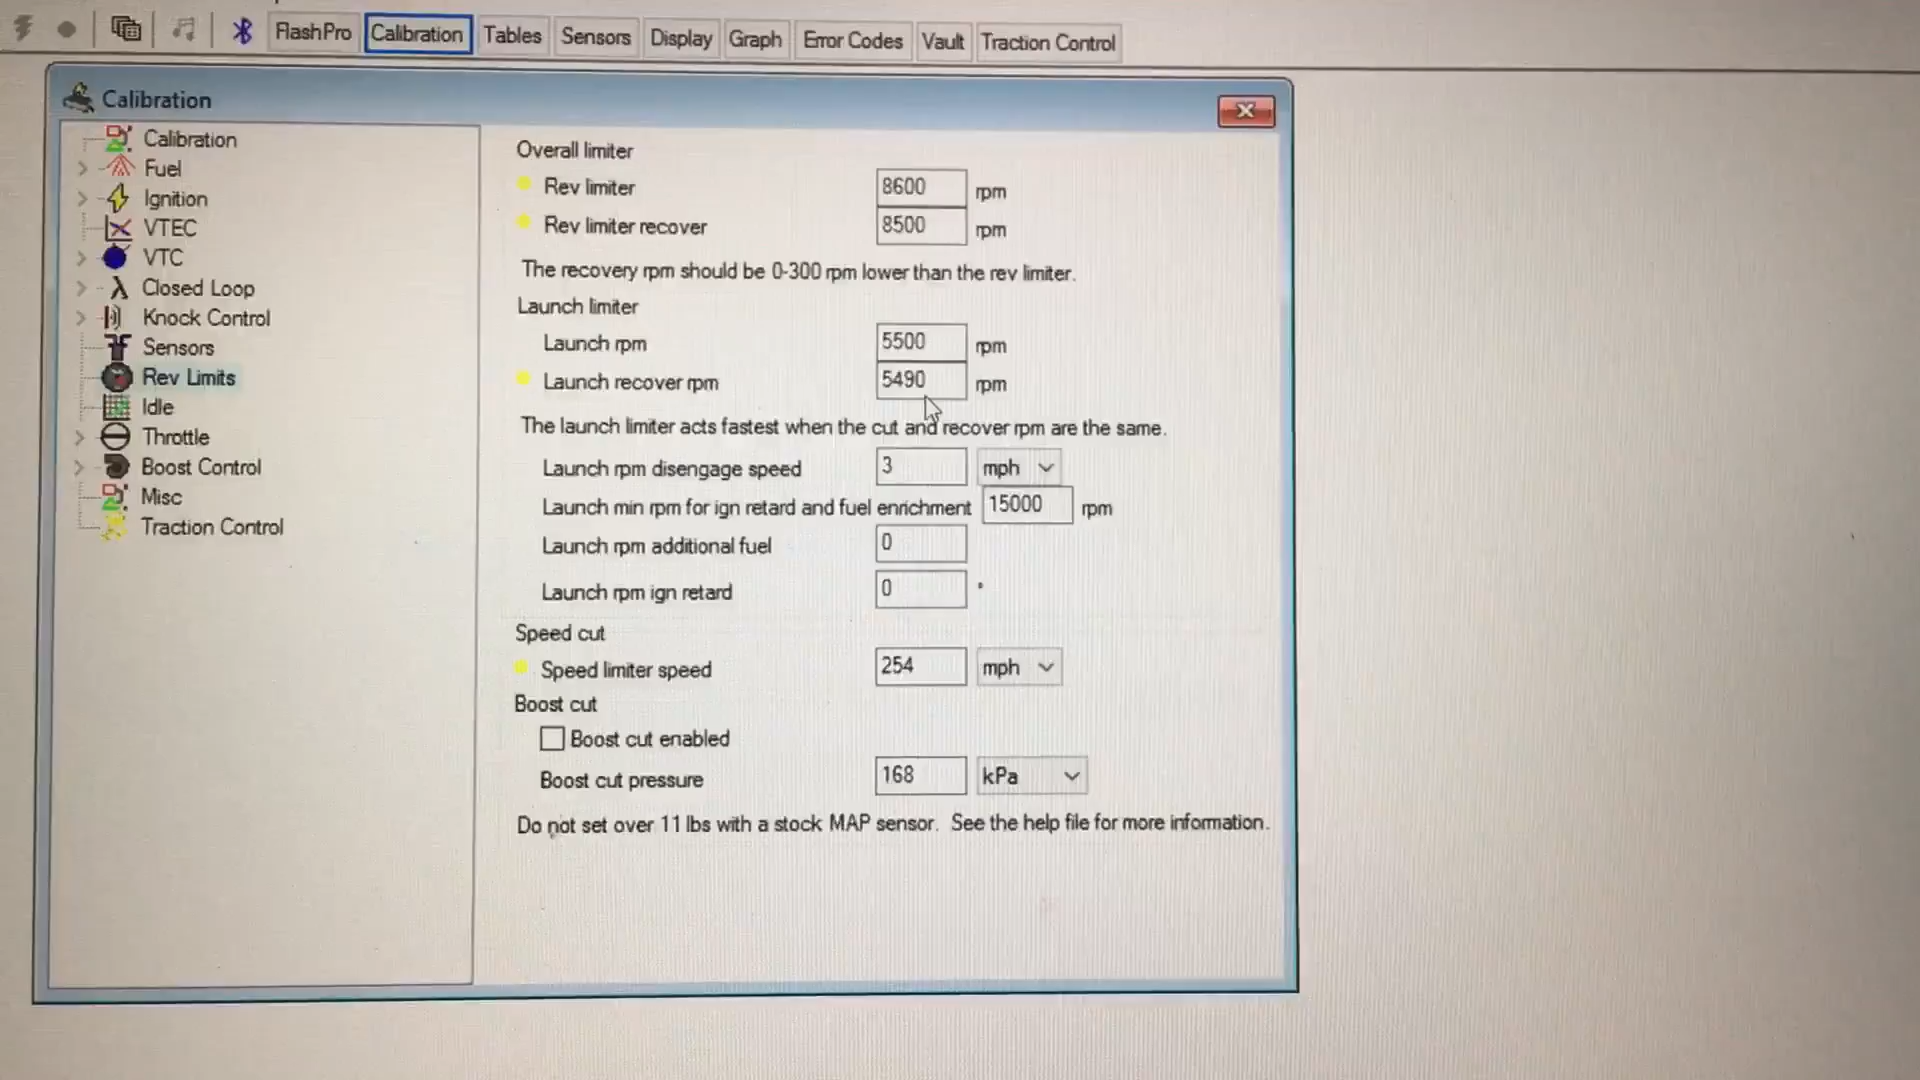 FlashPro Calibration Tables Sensors Display Graph Error Codes Vault Traction Control
Calibration
Calibration
Fuel
Ignition
VTEC
VTC
Closed Loop
Knock Control
Sensors
Rev Limits
Idle
Throttle
Boost Control
Misc
Traction Control
Overall limiter
Rev limiter 8600 rpm
Rev limiter recover 8500 rpm
The recovery rpm should be 0-300 rpm lower than the rev limiter.
Launch limiter
Launch rpm 5500 rpm
Launch recover rpm 5490 rpm
The launch limiter acts fastest when the cut and recover rpm are the same.
Launch rpm disengage speed 3 mph
Launch min rpm for ign retard and fuel enrichment 15000 rpm
Launch rpm additional fuel 0
Launch rpm ign retard 0 °
Speed cut
Speed limiter speed 254 mph
Boost cut
Boost cut enabled
Boost cut pressure 168 kPa
Do not set over 11 lbs with a stock MAP sensor. See the help file for more information.